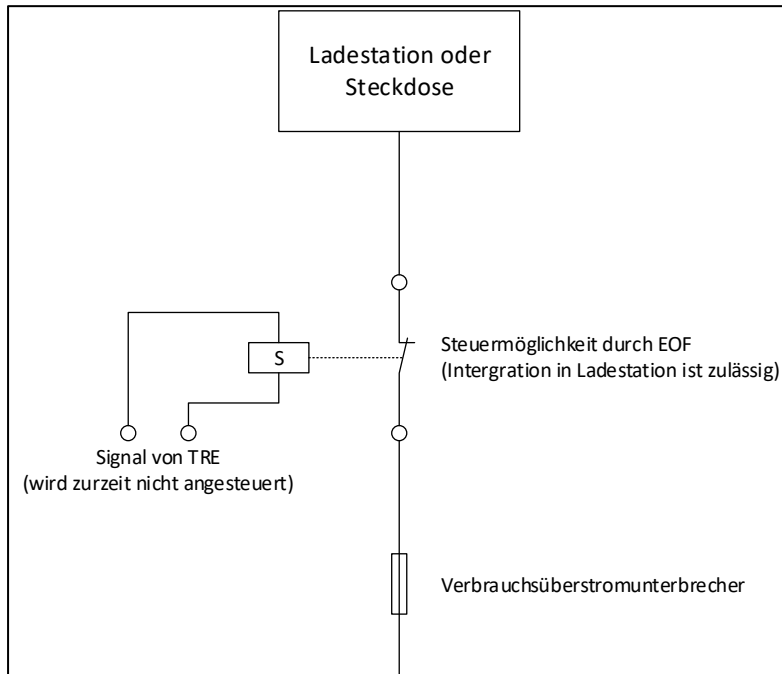 Ladestation oder
Steckdose
Steuermöglichkeit durch EOF
(Intergration in Ladestation ist zulässig)
S
Signal von TRE
(wird zurzeit nicht angesteuert)
Verbrauchsüberstromunterbrecher